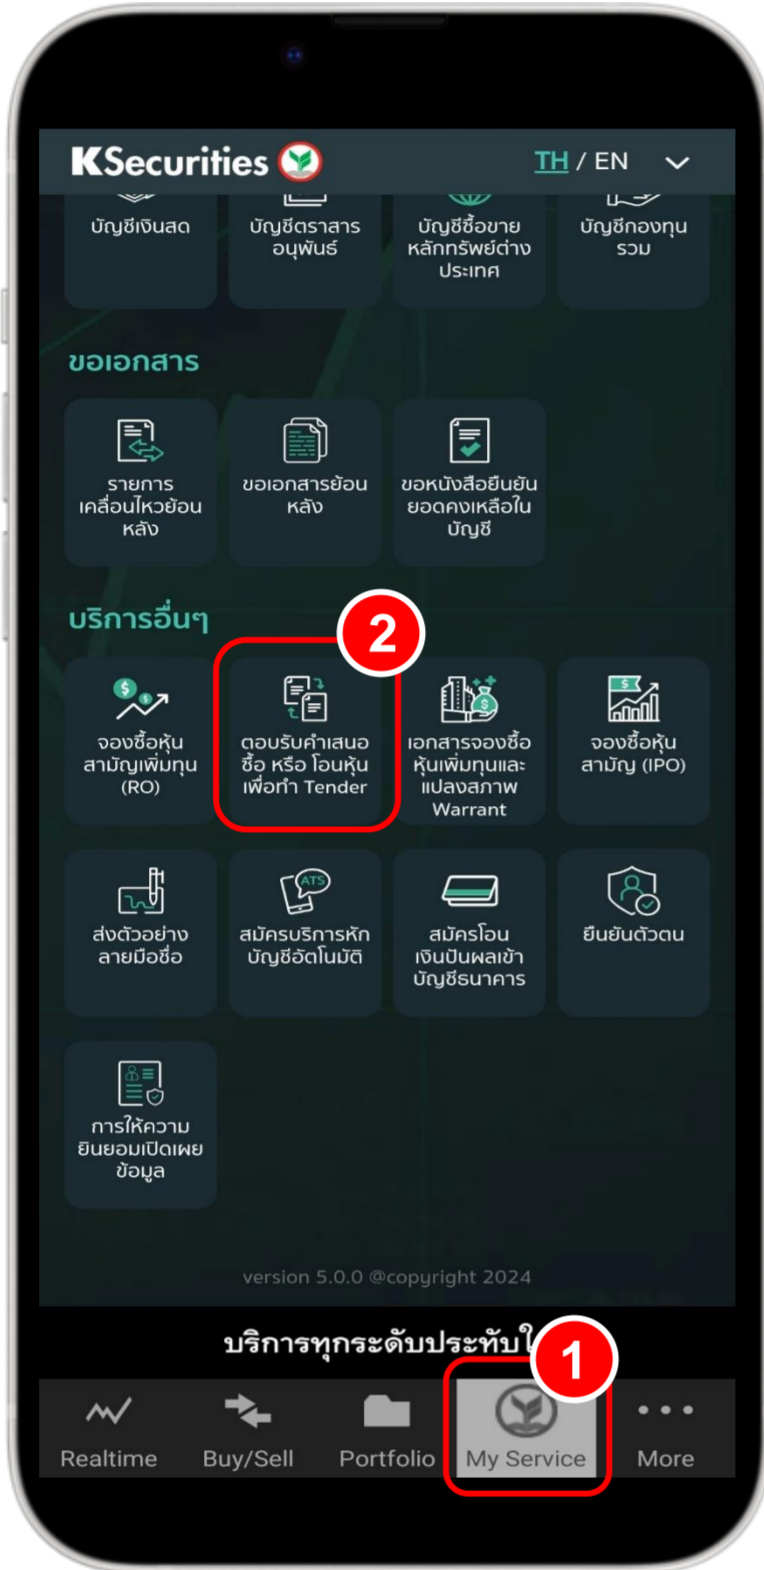 KSecurities
TH / EN
บัญชีเงินสด
บัญชีตราสาร
อนุพันธ์
บัญชีซื้อขาย
หลักทรัพย์ต่าง
ประเทศ
บัญชีกองทุน
รวม
ขอเอกสาร
รายการ
เคลื่อนไหวย้อน
หลัง
ขอเอกสารย้อน
หลัง
ขอหนังสือยืนยัน
ยอดคงเหลือใน
บัญชี
บริการอื่นๆ
2
จองซื้อหุ้น
สามัญเพิ่มทุน
(RO)
ตอบรับคำเสนอ
ซื้อ หรือ โอนหุ้น
เพื่อทำ Tender
เอกสารจองซื้อ
หุ้นเพิ่มทุนและ
แปลงสภาพ
Warrant
จองซื้อหุ้น
สามัญ (IPO)
ส่งตัวอย่าง
ลายมือชื่อ
ATS
สมัครบริการหัก
บัญชีอัตโนมัติ
สมัครโอน
เงินปันผลเข้า
บัญชีธนาคาร
ยืนยันตัวตน
การให้ความ
ยินยอมเปิดเผย
ข้อมูล
version 5.0.0 @copyright 2024
บริการทุกระดับประทับใ
1
Realtime
Buy/Sell
Portfolio
My Service
More